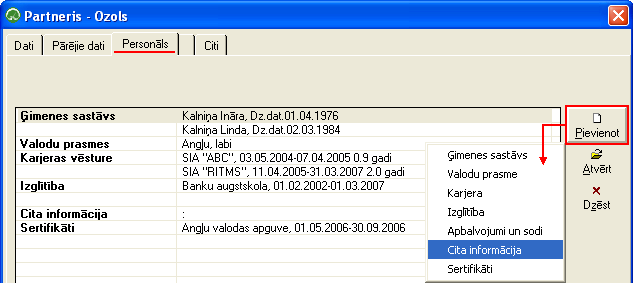 Partneris - Ozols
Dati Pārējie dati Personāls Citi
Ģimenes sastāvs Kalniņa Ināra, Dz.dat.01.04.1976
Kalniņa Linda, Dz.dat.02.03.1984
Valodu prasmes Angļu, labi
Karjeras vēsture SIA "ABC", 03.05.2004-07.04.2005 0.9 gadi
SIA "RITMS", 11.04.2005-31.03.2007 2.0 gadi
Izglītība Banku augstskola, 01.02.2002-01.03.2007
Cita informācija :
Sertifikāti Angļu valodas apguve, 01.05.2006-30.09.2006
Pievienot
Atvērt
Dzēst
Ģimenes sastāvs
Valodu prasme
Karjera
Izglītība
Apbalvojumi un sodi
Cita informācija
Sertifikāti